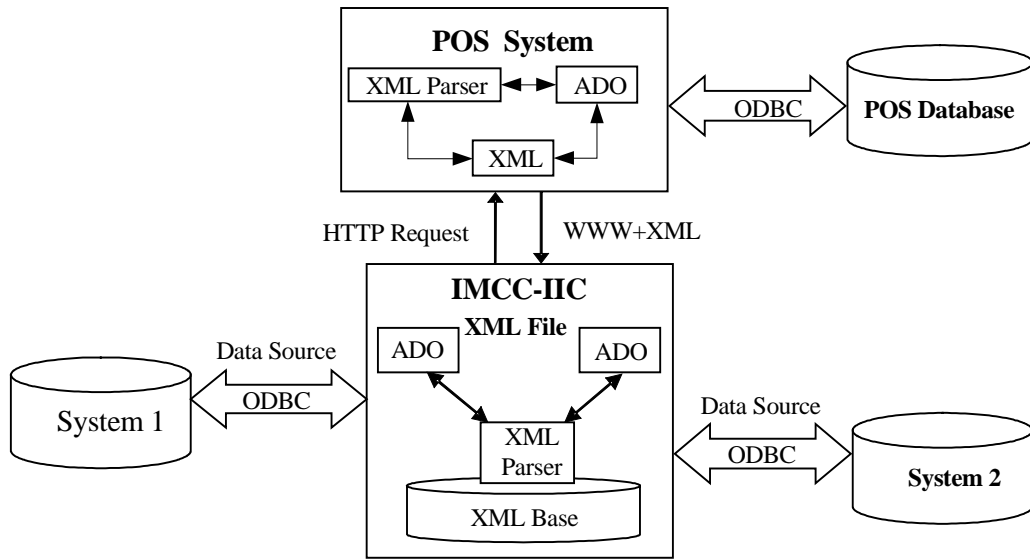 POS System
XML Parser
ADO
XML
ODBC
POS Database
HTTP Request
WWW+XML
IMCC-IIC
XML File
ADO
ADO
Data Source
ODBC
System 1
XML
Parser
XML Base
Data Source
ODBC
System 2